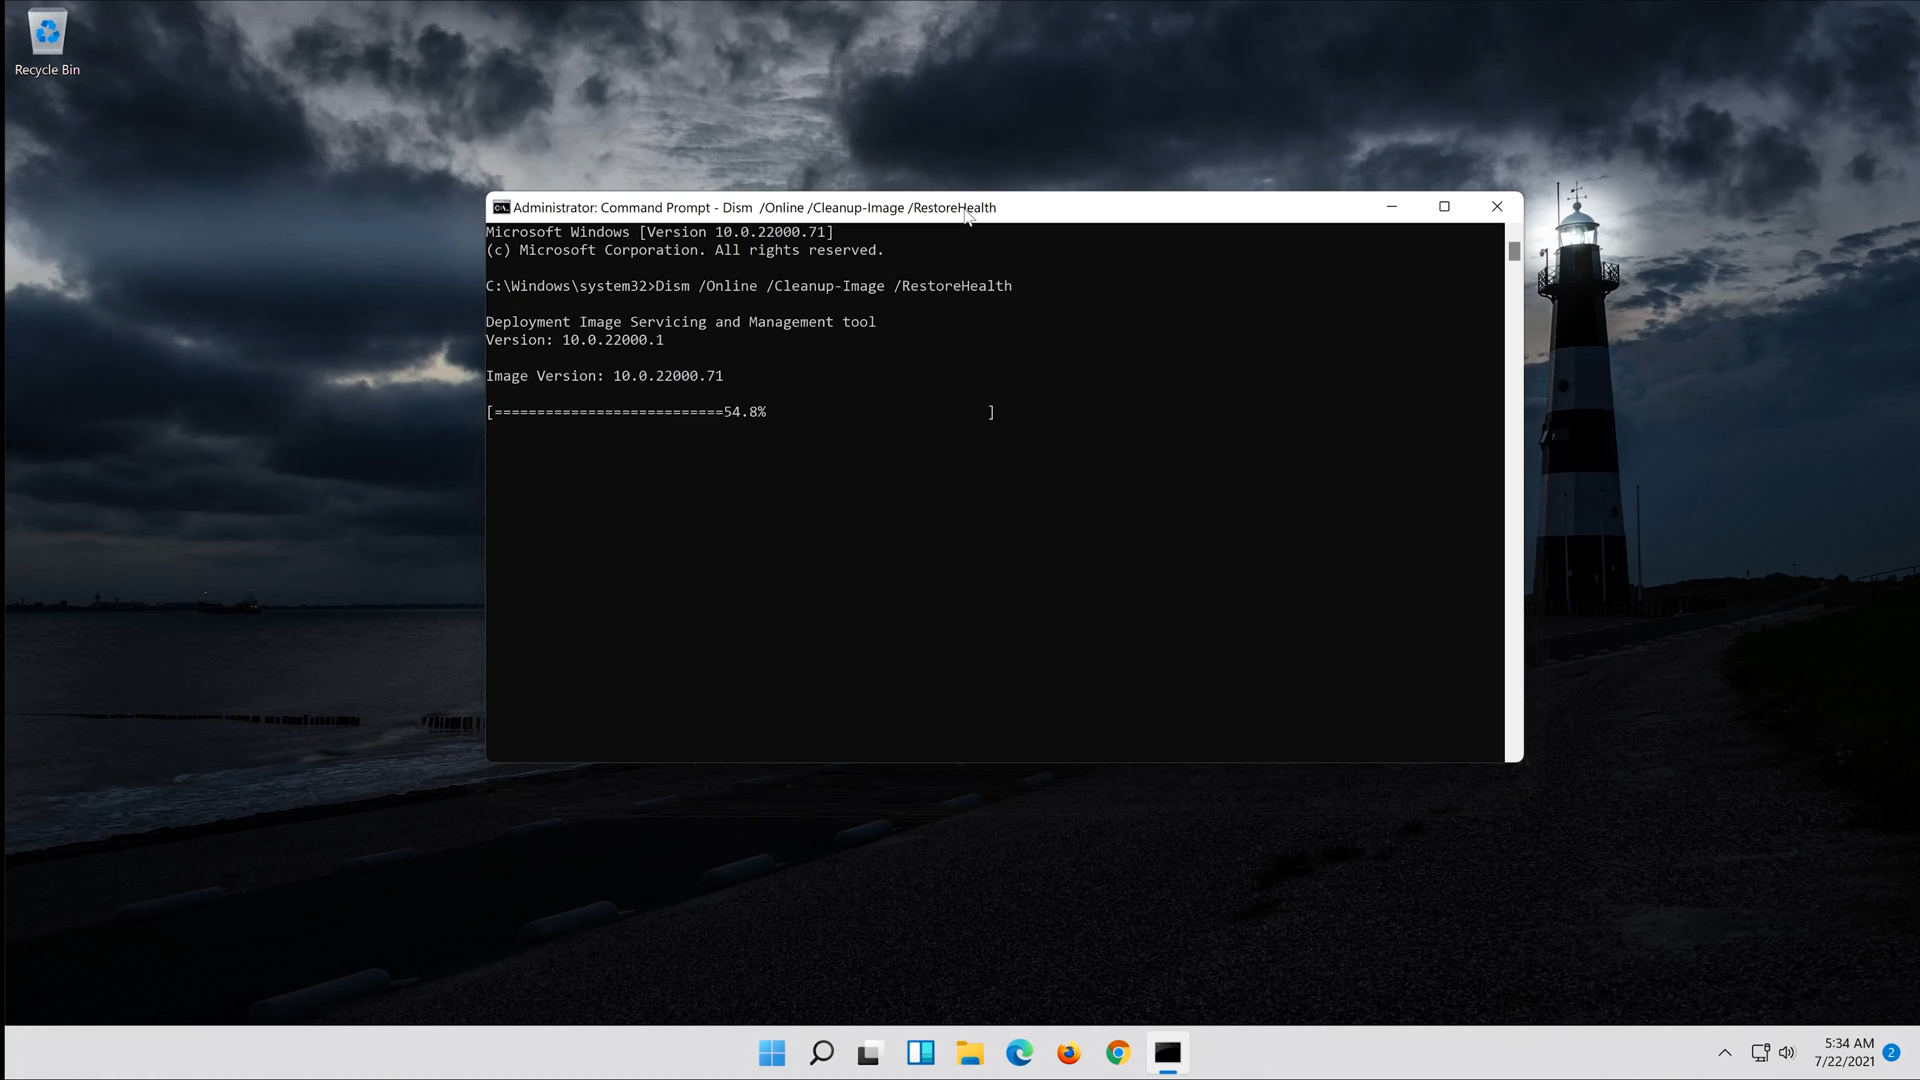 Recycle Bin
Administrator: Command Prompt - Dism  /Online /Cleanup-Image /RestoreHealth
Microsoft Windows [Version 10.0.22000.71]
(c) Microsoft Corporation. All rights reserved.
C:\Windows\system32>Dism /Online /Cleanup-Image /RestoreHealth
Deployment Image Servicing and Management tool
Version: 10.0.22000.1
Image Version: 10.0.22000.71
[===========================54.8%                          ]
5:34 AM
7/22/2021
2